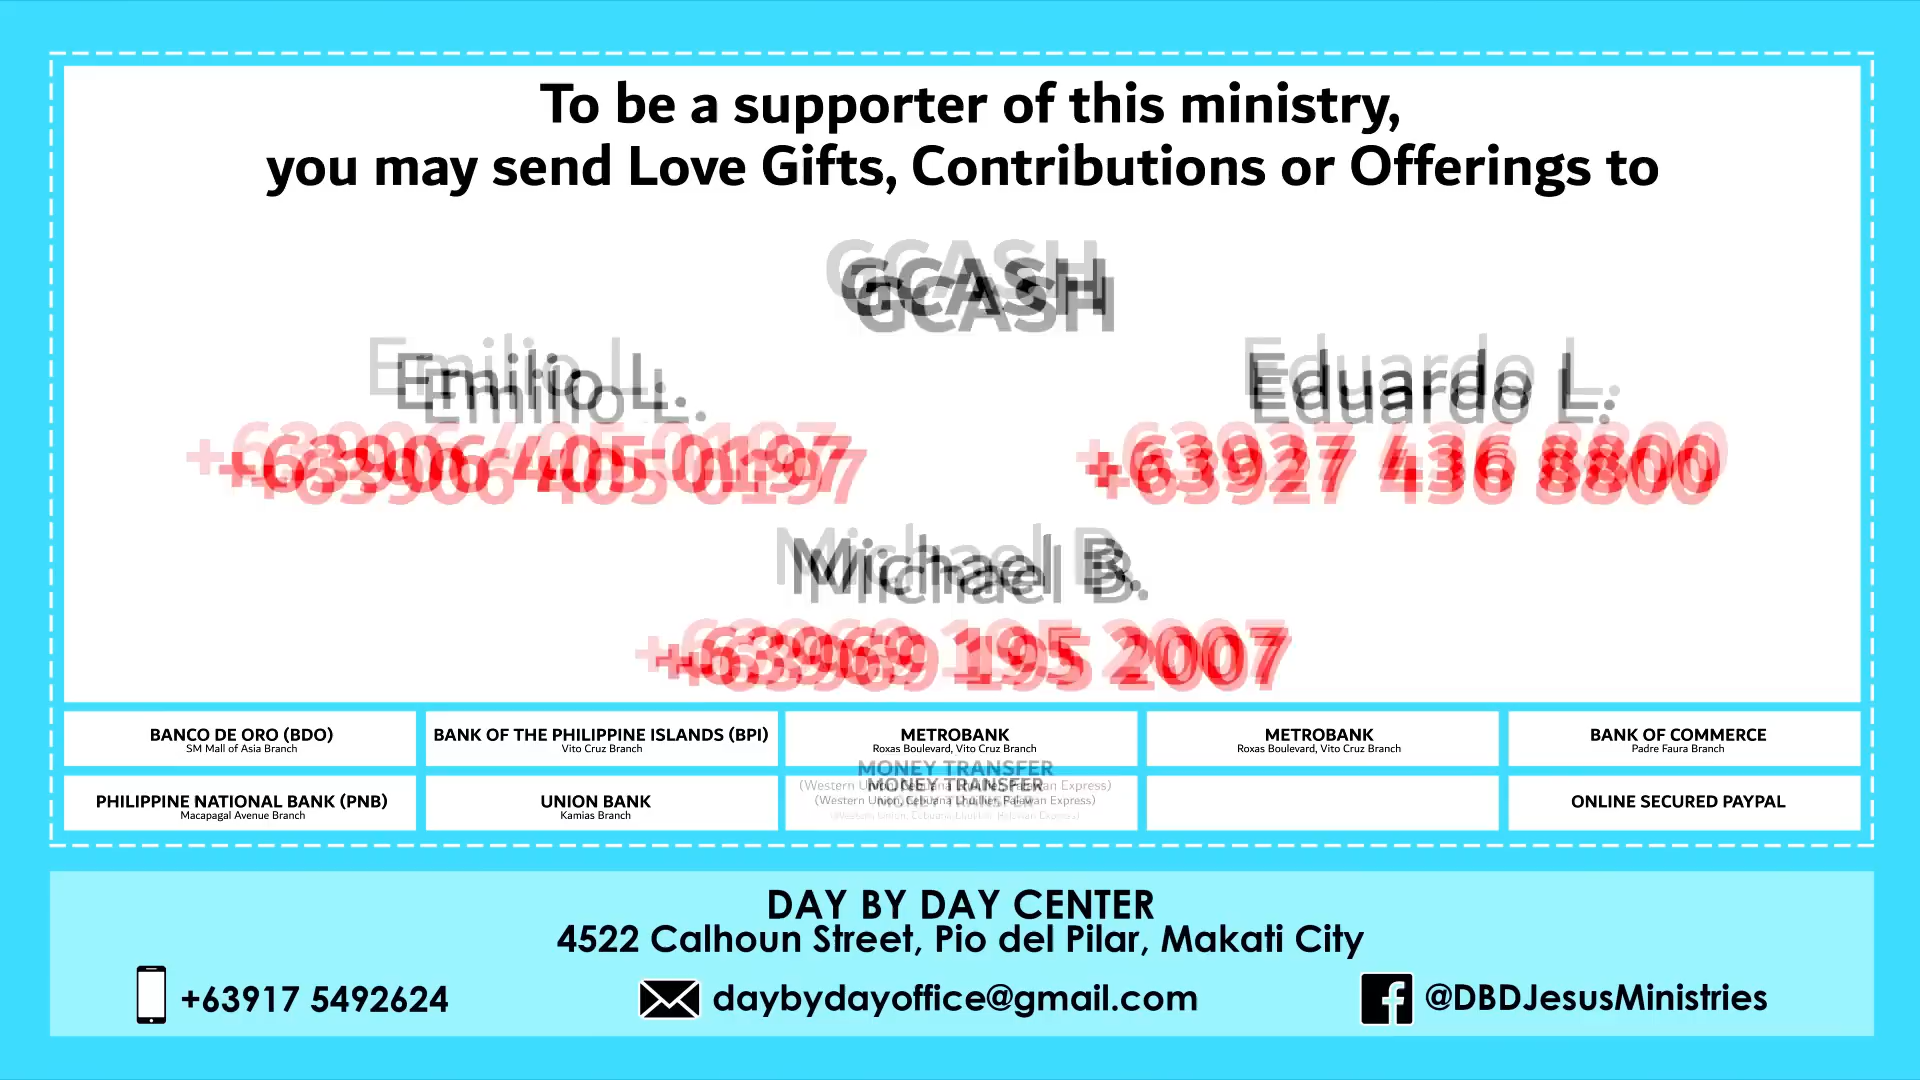 To be a supporter of this ministry,
you may send Love Gifts, Contributions or Offerings to
GCASH
Emilio L.
+63906 405 0197
Eduardo L.
+63927 436 8800
Michael B.
+63969 195 2007
BANCO DE ORO (BDO)
SM Mall of Asia Branch
BANK OF THE PHILIPPINE ISLANDS (BPI)
Vito Cruz Branch
METROBANK
Roxas Boulevard, Vito Cruz Branch
METROBANK
Roxas Boulevard, Vito Cruz Branch
BANK OF COMMERCE
Padre Faura Branch
PHILIPPINE NATIONAL BANK (PNB)
Macapagal Avenue Branch
UNION BANK
Kamias Branch
MONEY TRANSFER
(Western Union, Cebuana Lhuillier, Palawan Express)
ONLINE SECURED PAYPAL
DAY BY DAY CENTER
4522 Calhoun Street, Pio del Pilar, Makati City
+63917 5492624
daybydayoffice@gmail.com
@DBDJesusMinistries